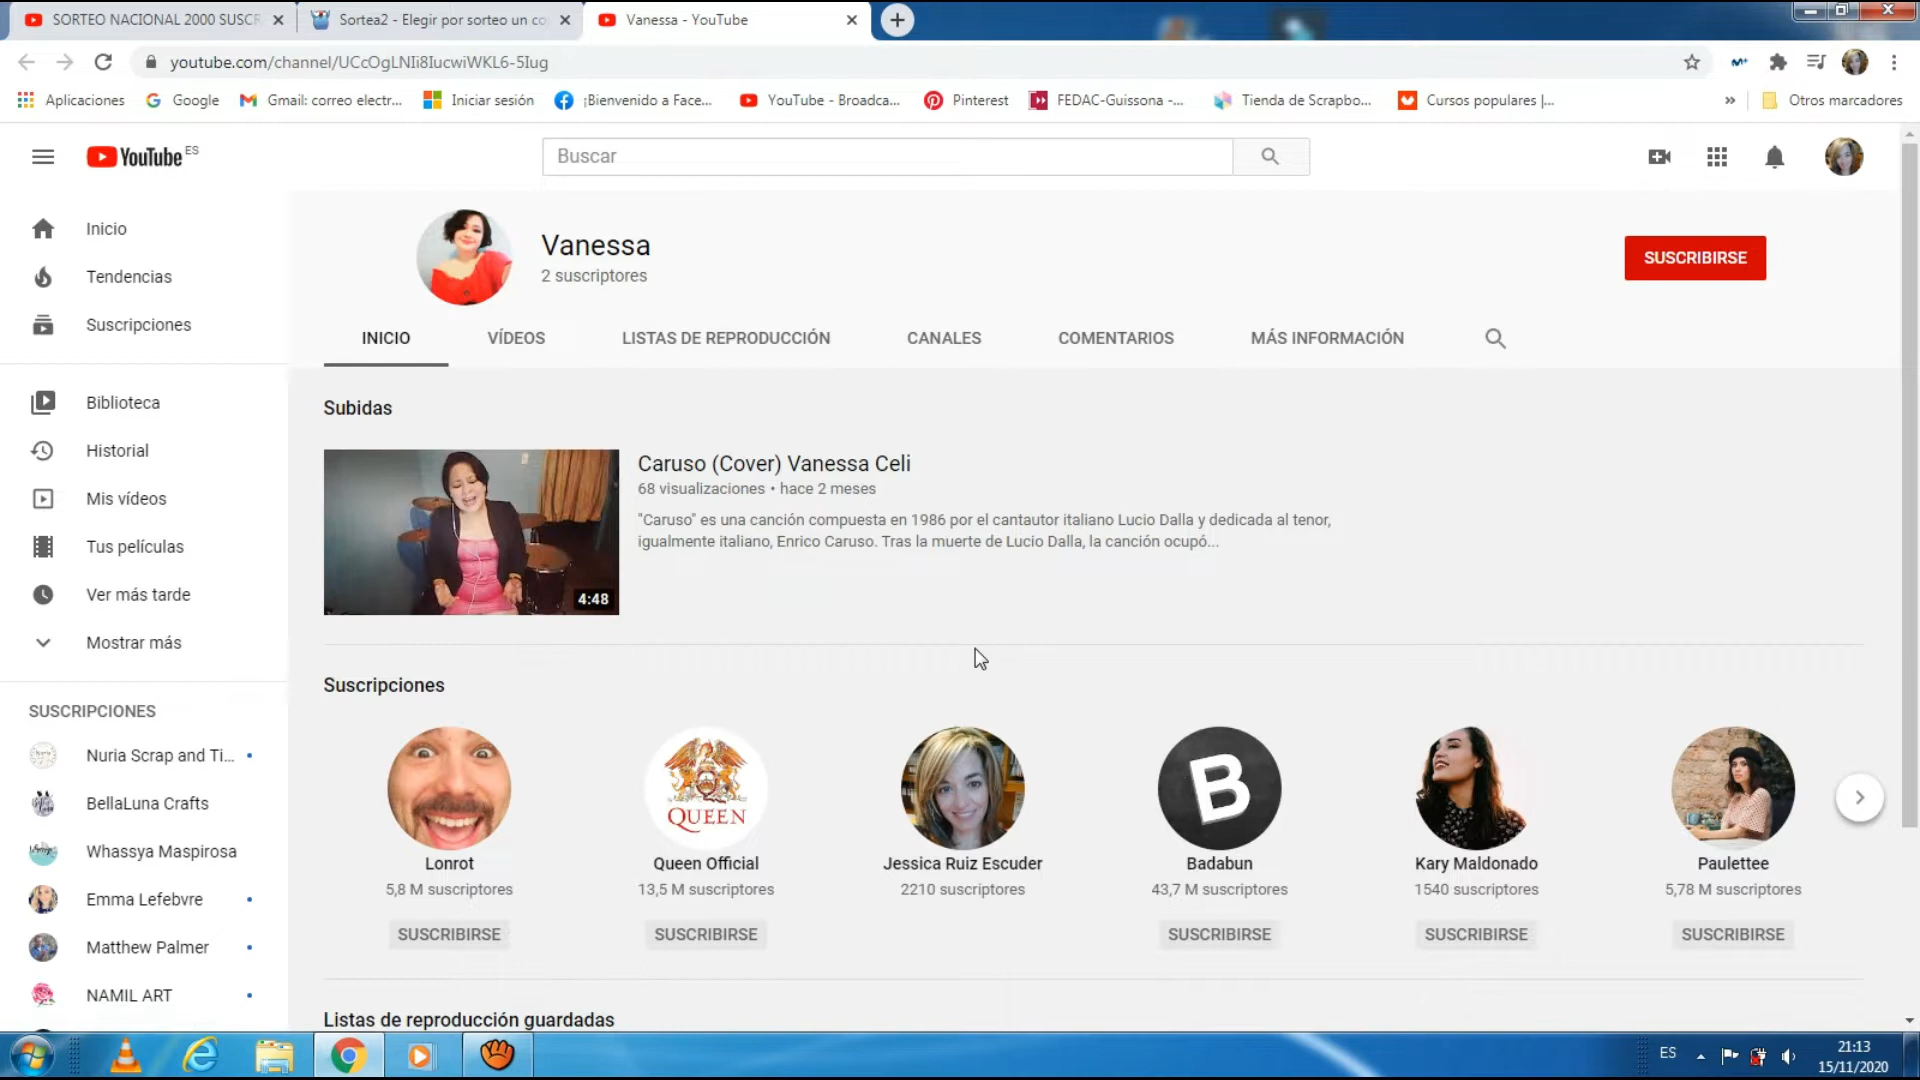 SORTEO NACIONAL 2000 SUSCR
Sortea2 - Elegir por sorteo un co
Vanessa - YouTube
youtube.com/channel/UCcOgLNIi8IucwiWKL6-5Iug
Aplicaciones
Google
Gmail: correo electr...
Iniciar sesión
¡Bienvenido a Face...
YouTube - Broadca...
Pinterest
FEDAC-Guissona -...
Tienda de Scrapbo...
Cursos populares |...
Otros marcadores
YouTube ES
Buscar
Inicio
Tendencias
Suscripciones
Biblioteca
Historial
Mis vídeos
Tus películas
Ver más tarde
Mostrar más
SUSCRIPCIONES
Nuria Scrap and Ti...
BellaLuna Crafts
Whassya Maspirosa
Emma Lefebvre
Matthew Palmer
NAMIL ART
Vanessa
2 suscriptores
SUSCRIBIRSE
INICIO
VÍDEOS
LISTAS DE REPRODUCCIÓN
CANALES
COMENTARIOS
MÁS INFORMACIÓN
Subidas
4:48
Caruso (Cover) Vanessa Celi
68 visualizaciones • hace 2 meses
"Caruso" es una canción compuesta en 1986 por el cantautor italiano Lucio Dalla y dedicada al tenor,
igualmente italiano, Enrico Caruso. Tras la muerte de Lucio Dalla, la canción ocupó...
Suscripciones
QUEEN
B
Lonrot
Queen Official
Jessica Ruiz Escuder
Badabun
Kary Maldonado
Paulettee
5,8 M suscriptores
13,5 M suscriptores
2210 suscriptores
43,7 M suscriptores
1540 suscriptores
5,78 M suscriptores
SUSCRIBIRSE
SUSCRIBIRSE
SUSCRIBIRSE
SUSCRIBIRSE
SUSCRIBIRSE
Listas de reproducción guardadas
ES
21:13
15/11/2020